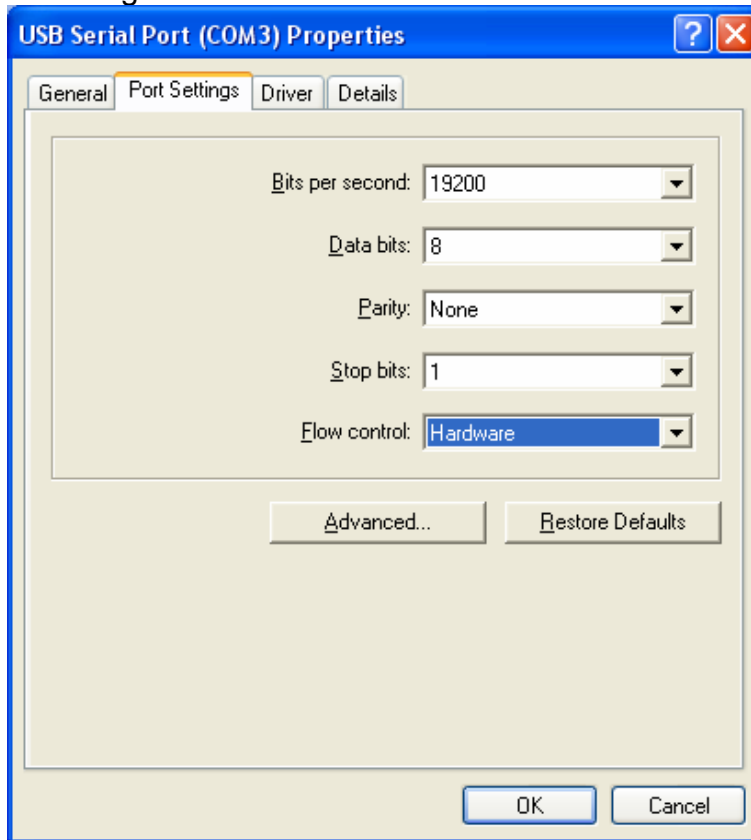 USB Serial Port (COM3) Properties
General Port Settings Driver Details
Bits per second: 19200
Data bits: 8
Parity: None
Stop bits: 1
Flow control: Hardware
Advanced... Restore Defaults
OK Cancel